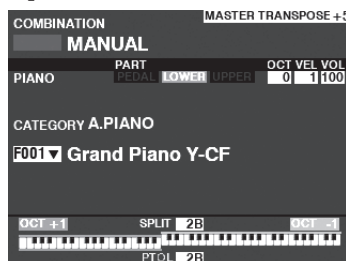 COMBINATION
MASTER TRANSPOSE +5
MANUAL
PART
OCT VEL VOL
PIANO PEDAL LOWER UPPER 0 1 100
CATEGORY A.PIANO
F001 Grand Piano Y-CF
OCT +1 SPLIT 2B OCT -1
PTOL 2B